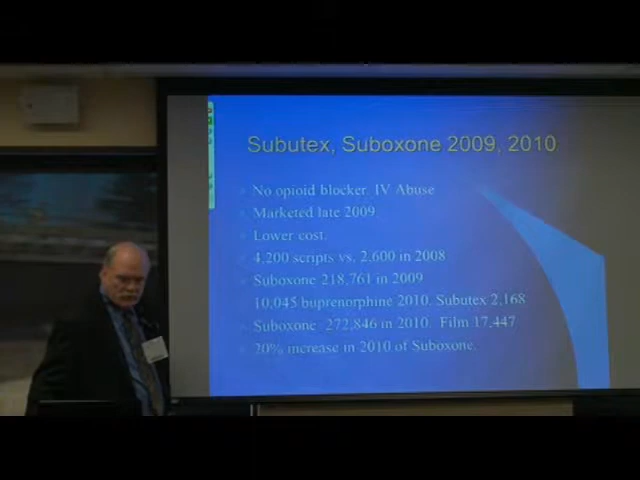 Subutex, Suboxone 2009, 2010
No opioid blocker. IV Abuse
Marketed late 2009.
Lower cost.
4,200 scripts vs. 2,600 in 2008
Suboxone 218,761 in 2009
10,045 buprenorphine 2010. Subutex 2,168
Suboxone 272,846 in 2010. Film 17,447
20% increase in 2010 of Suboxone.